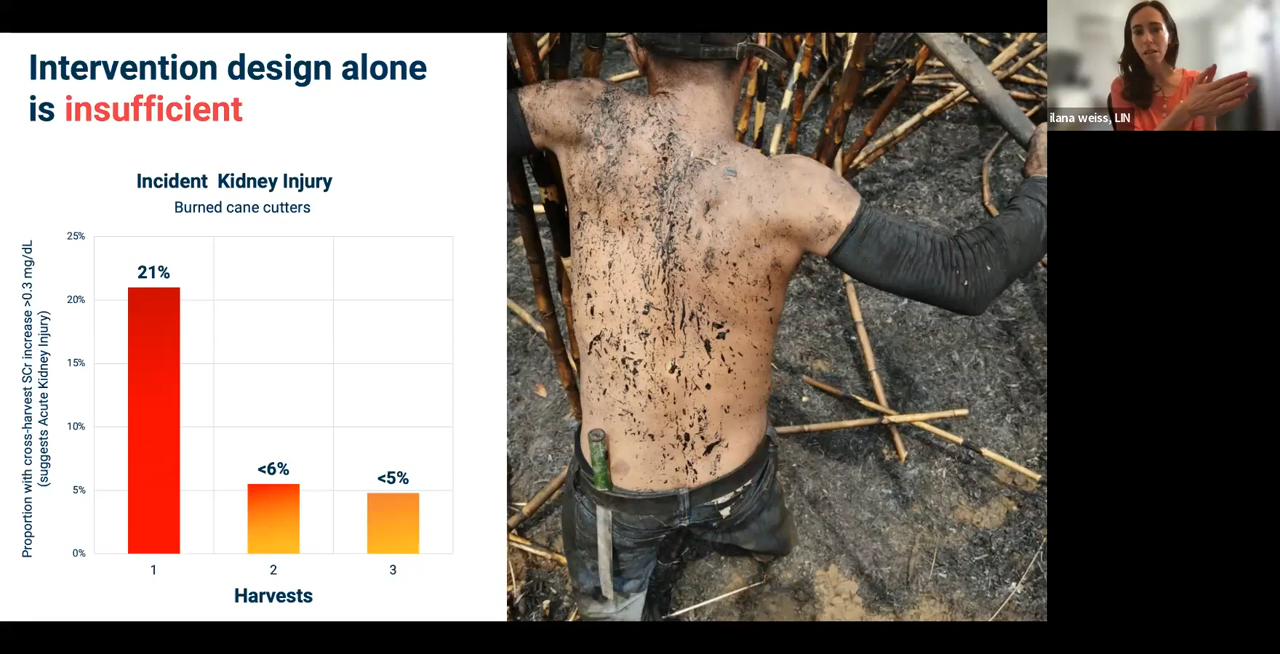 Intervention design alone
is insufficient
Incident Kidney Injury
Burned cane cutters
Proportion with cross-harvest SCr increase >0.3 mg/dL
(suggests Acute Kidney Injury)
25%
20%
15%
10%
5%
0%
21%
<6%
<5%
1 2 3
Harvests
ilana weiss, LIN